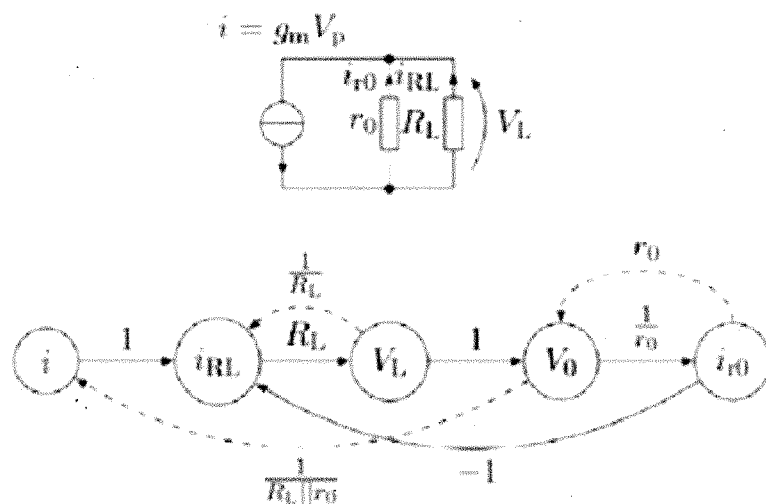 i = g_m V_p
i_r0 i_RL
r_0 R_L V_L
r_0
1/R_L
1 R_L 1 1/r_0
i i_RL V_L V_0 i_r0
-1
1/(R_L||r_0)